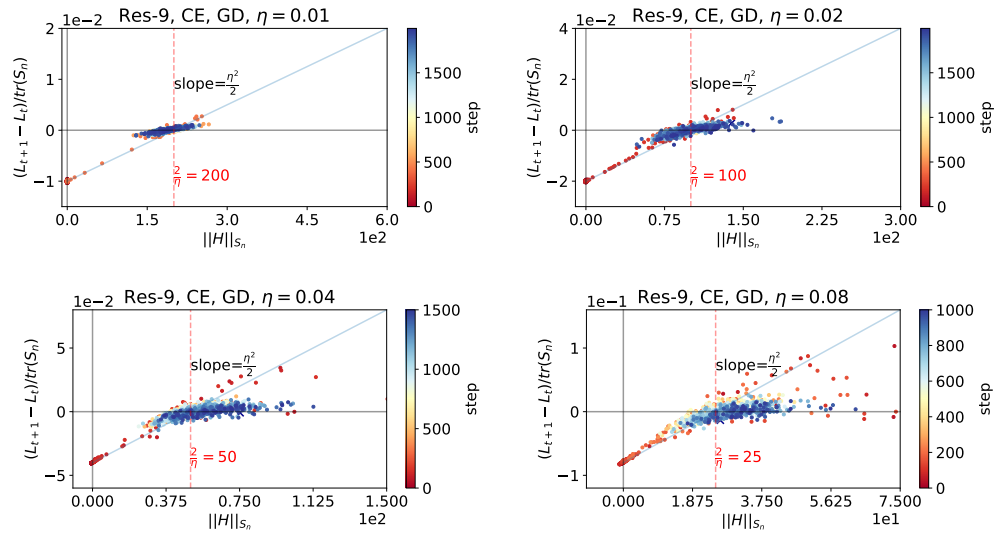 Res-9, CE, GD, η = 0.01
1e−2
2
1
0
−1
(L_{t+1} − L_t)/tr(S_n)
slope=η²/2
2/η = 200
0.0 1.5 3.0 4.5 6.0
1e2
||H||_{S_n}
1500
1000
500
0
step
Res-9, CE, GD, η = 0.02
1e−2
4
2
0
−2
(L_{t+1} − L_t)/tr(S_n)
slope=η²/2
2/η = 100
0.00 0.75 1.50 2.25 3.00
1e2
||H||_{S_n}
1500
1000
500
0
step
Res-9, CE, GD, η = 0.04
1e−2
5
0
−5
(L_{t+1} − L_t)/tr(S_n)
slope=η²/2
2/η = 50
0.000 0.375 0.750 1.125 1.500
1e2
||H||_{S_n}
1500
1000
500
0
step
Res-9, CE, GD, η = 0.08
1e−1
1
0
−1
(L_{t+1} − L_t)/tr(S_n)
slope=η²/2
2/η = 25
0.000 1.875 3.750 5.625 7.500
1e1
||H||_{S_n}
1000
800
600
400
200
0
step